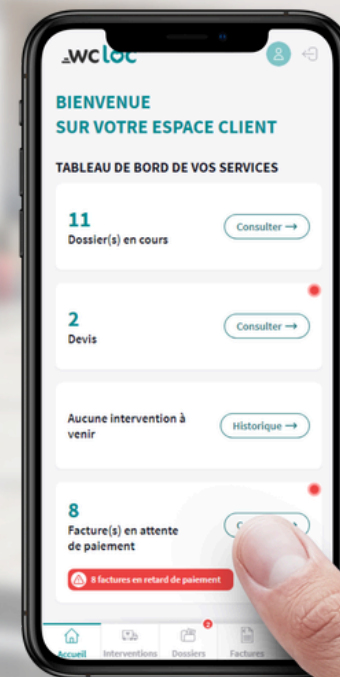 wcloc
BIENVENUE
SUR VOTRE ESPACE CLIENT
TABLEAU DE BORD DE VOS SERVICES
11
Dossier(s) en cours
Consulter →
2
Devis
Consulter →
Aucune intervention à
venir
Historique →
8
Facture(s) en attente
de paiement
8 factures en retard de paiement
2
Accueil
Interventions
Dossiers
Factures